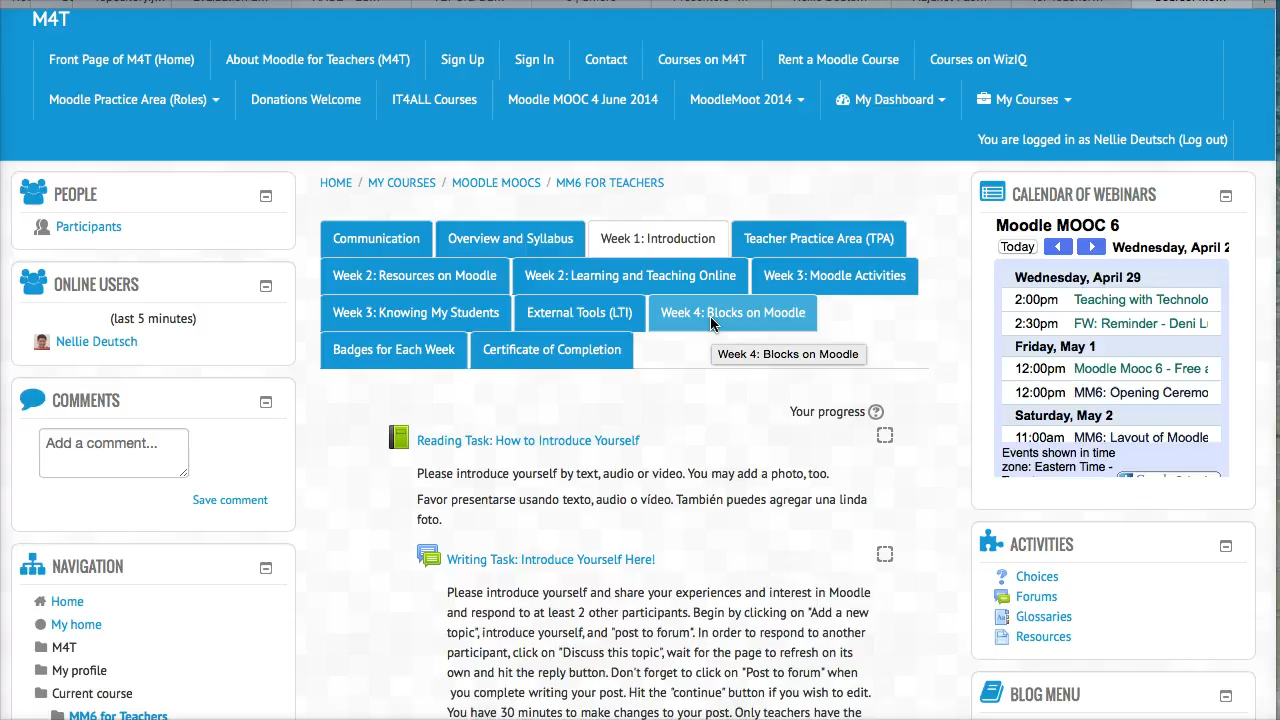 M4T
Front Page of M4T (Home)
About Moodle for Teachers (M4T)
Sign Up
Sign In
Contact
Courses on M4T
Rent a Moodle Course
Courses on WizIQ
Moodle Practice Area (Roles)
Donations Welcome
IT4ALL Courses
Moodle MOOC 4 June 2014
MoodleMoot 2014
My Dashboard
My Courses
You are logged in as Nellie Deutsch (Log out)
PEOPLE
Participants
ONLINE USERS
(last 5 minutes)
Nellie Deutsch
COMMENTS
Add a comment...
Save comment
NAVIGATION
Home
My home
M4T
My profile
Current course
MM6 for Teachers
HOME / MY COURSES / MOODLE MOOCS / MM6 FOR TEACHERS
Communication
Overview and Syllabus
Week 1: Introduction
Teacher Practice Area (TPA)
Week 2: Resources on Moodle
Week 2: Learning and Teaching Online
Week 3: Moodle Activities
Week 3: Knowing My Students
External Tools (LTI)
Week 4: Blocks on Moodle
Badges for Each Week
Certificate of Completion
Week 4: Blocks on Moodle
Your progress
Reading Task: How to Introduce Yourself
Please introduce yourself by text, audio or video. You may add a photo, too.
Favor presentarse usando texto, audio o vídeo. También puedes agregar una linda
foto.
Writing Task: Introduce Yourself Here!
Please introduce yourself and share your experiences and interest in Moodle
and respond to at least 2 other participants. Begin by clicking on "Add a new
topic", introduce yourself, and "post to forum". In order to respond to another
participant, click on "Discuss this topic", wait for the page to refresh on its
own and hit the reply button. Don't forget to click on "Post to forum" when
you complete writing your post. Hit the "continue" button if you wish to edit.
You have 30 minutes to make changes to your post. Only teachers have the
CALENDAR OF WEBINARS
Moodle MOOC 6
Today
Wednesday, April 2
Wednesday, April 29
2:00pm Teaching with Technolo
2:30pm FW: Reminder - Deni L
Friday, May 1
12:00pm Moodle Mooc 6 - Free a
12:00pm MM6: Opening Ceremo
Saturday, May 2
11:00am MM6: Layout of Moodle
Events shown in time
zone: Eastern Time -
ACTIVITIES
Choices
Forums
Glossaries
Resources
BLOG MENU